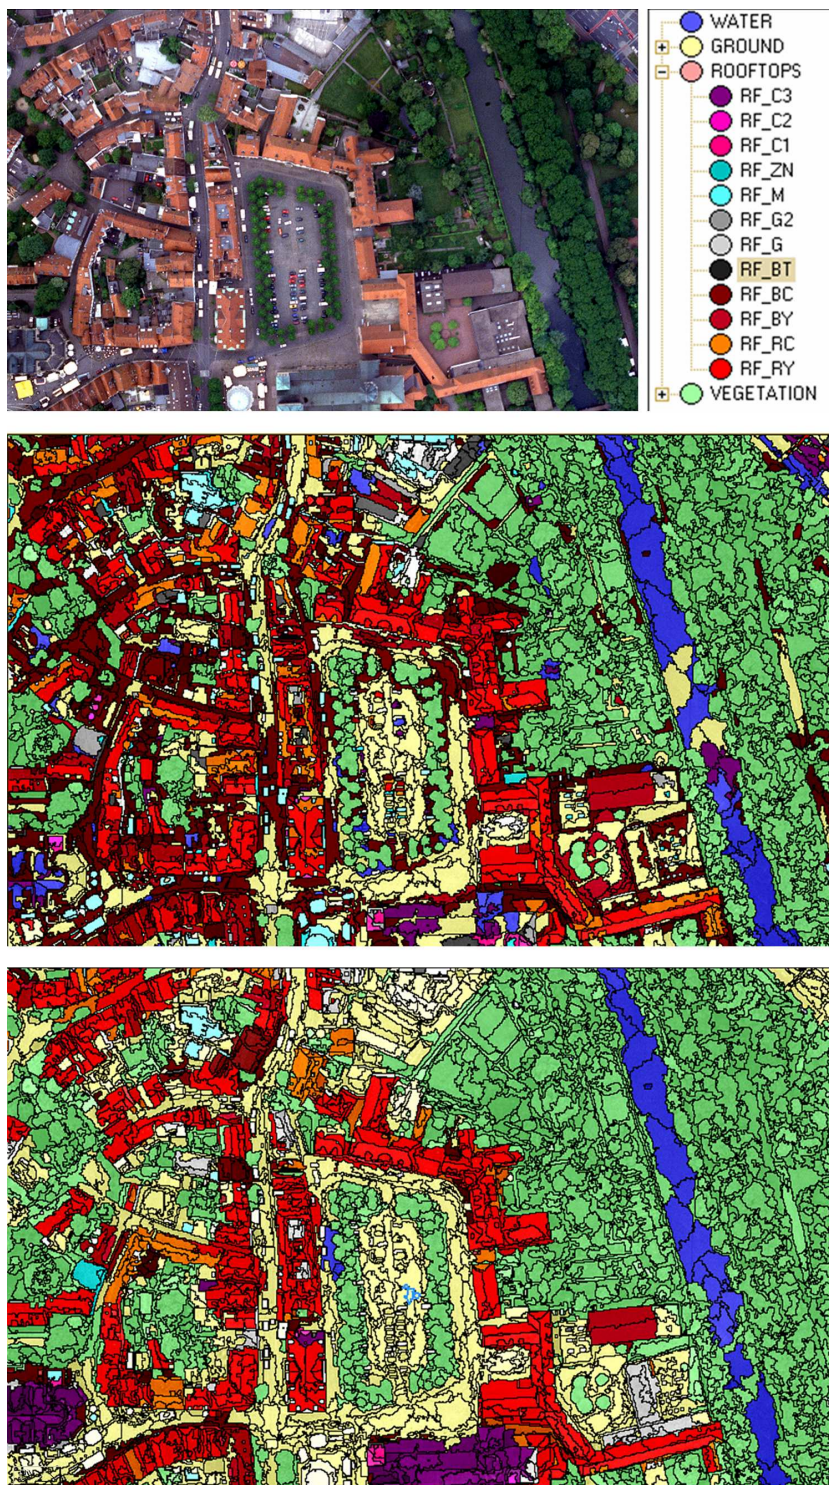 WATER
GROUND
ROOFTOPS
RF_C3
RF_C2
RF_C1
RF_ZN
RF_M
RF_G2
RF_G
RF_BT
RF_BC
RF_BY
RF_RC
RF_RY
VEGETATION